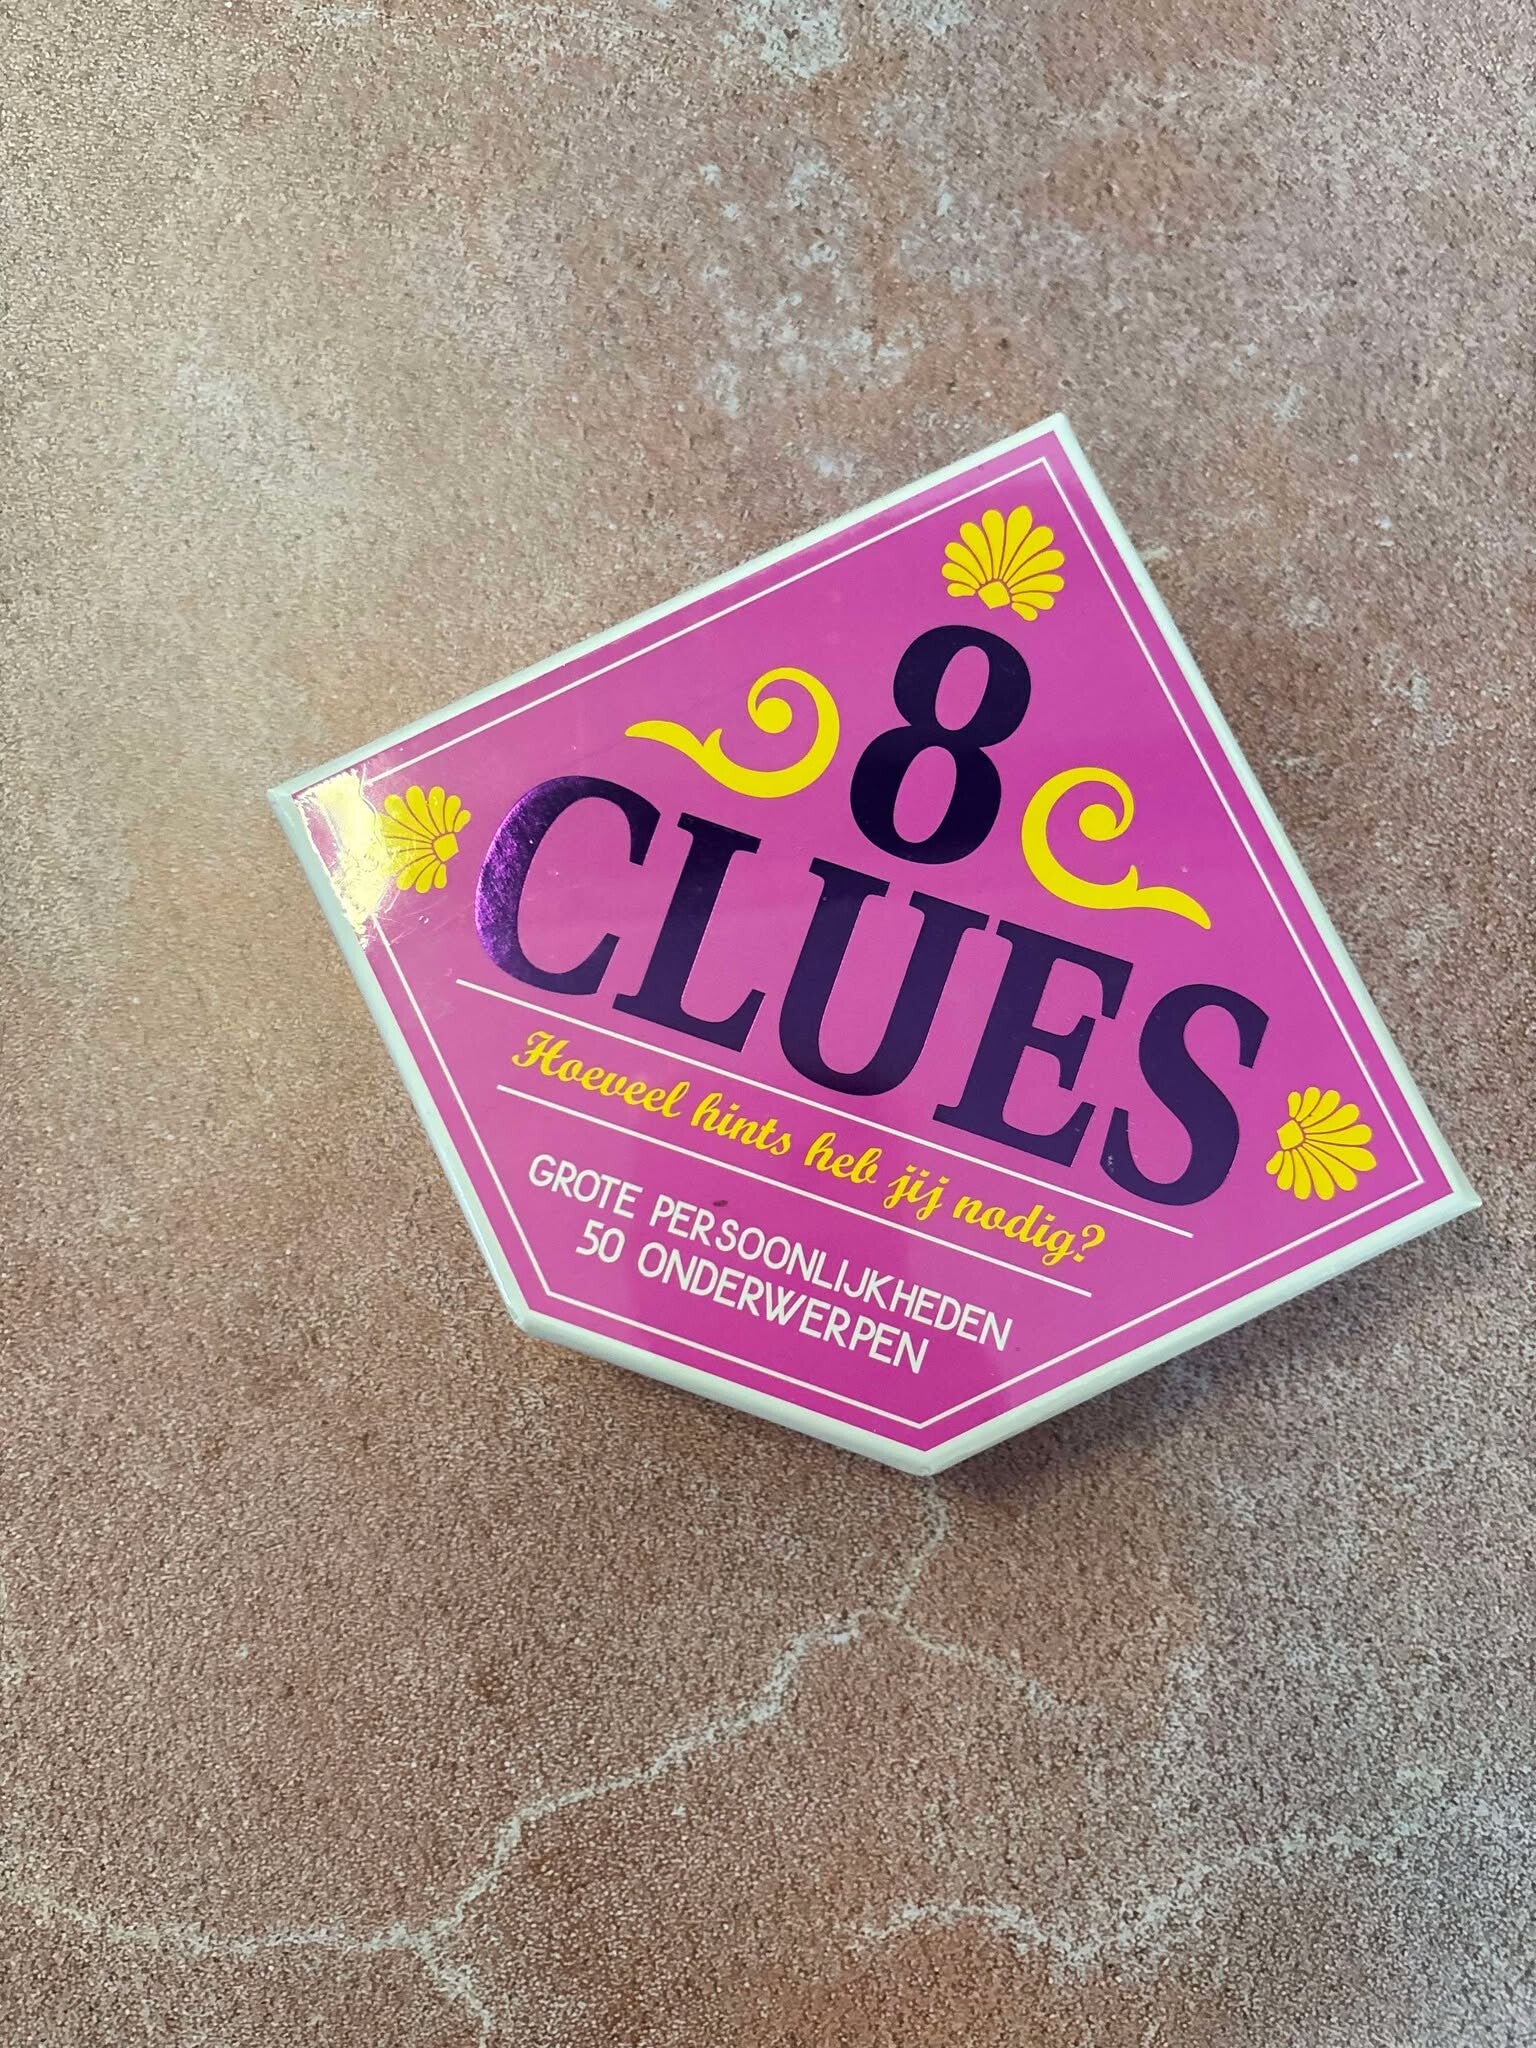 8
CLUES
Hoeveel hints heb jij nodig?
GROTE PERSOONLIJKHEDEN
50 ONDERWERPEN